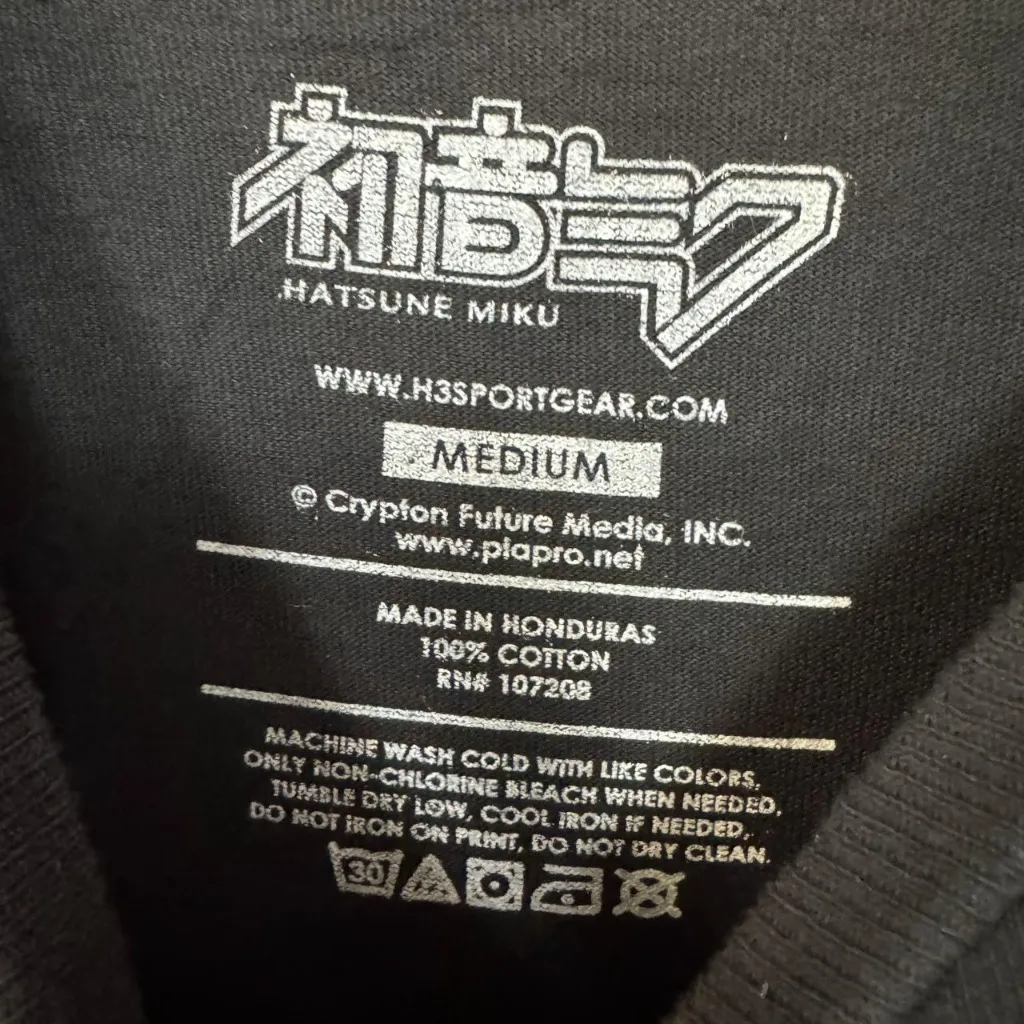 初音ミク
HATSUNE MIKU
WWW.H3SPORTGEAR.COM
MEDIUM
© Crypton Future Media, INC.
www.piapro.net
MADE IN HONDURAS
100% COTTON
RN# 107208
MACHINE WASH COLD WITH LIKE COLORS,
ONLY NON-CHLORINE BLEACH WHEN NEEDED,
TUMBLE DRY LOW, COOL IRON IF NEEDED,
DO NOT IRON ON PRINT, DO NOT DRY CLEAN.
30